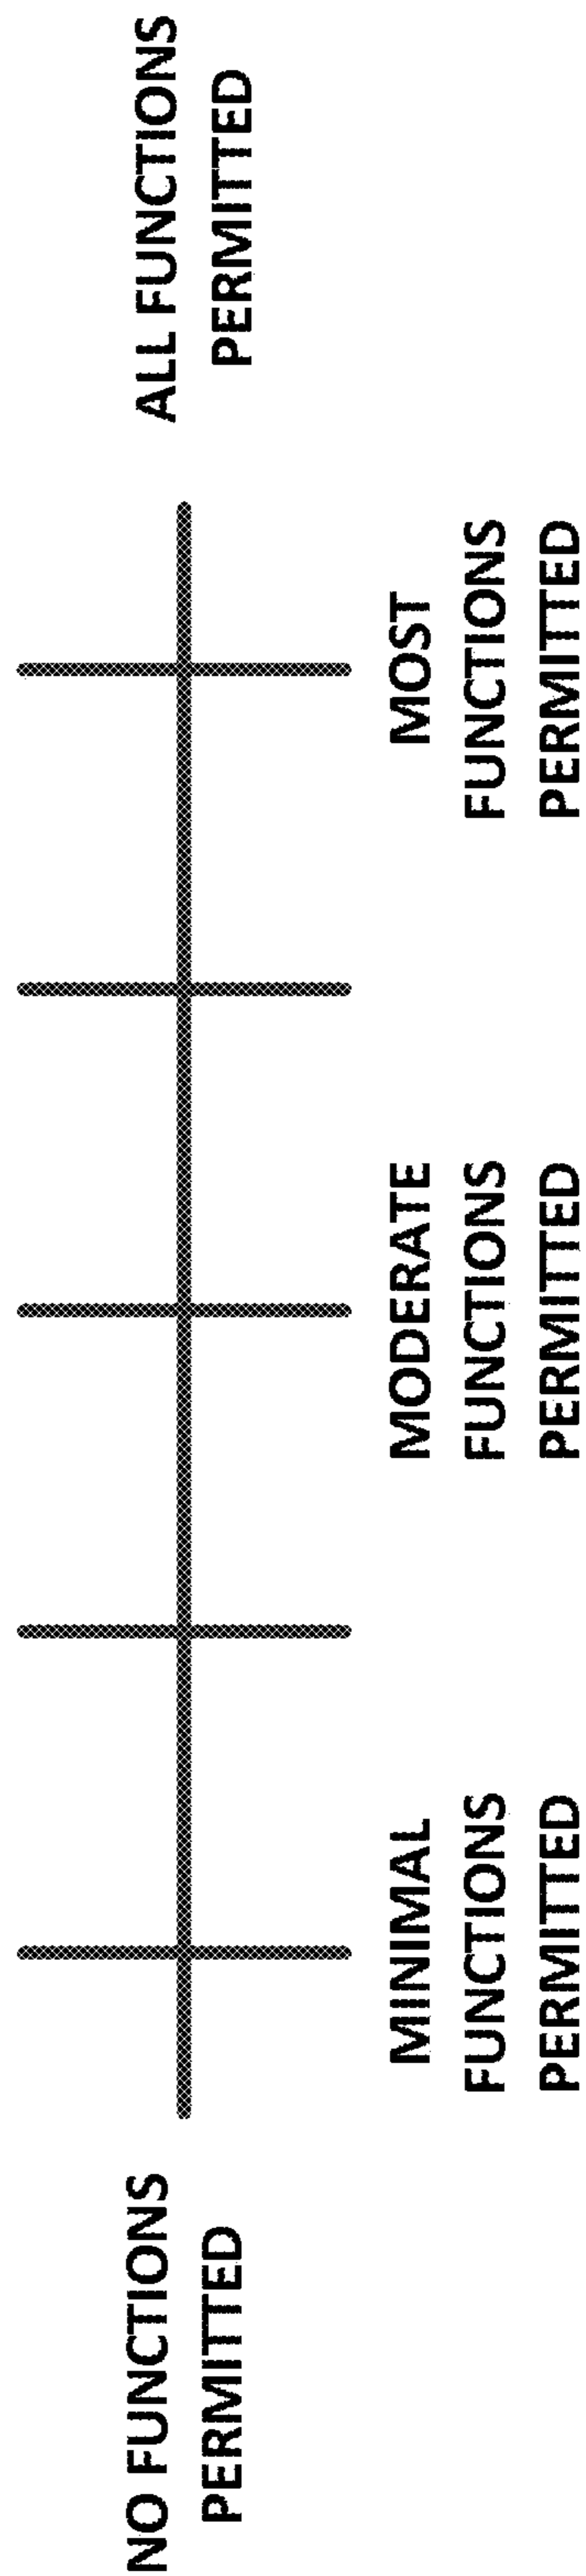 NO FUNCTIONS
PERMITTED
MINIMAL
FUNCTIONS
PERMITTED
MODERATE
FUNCTIONS
PERMITTED
MOST
FUNCTIONS
PERMITTED
ALL FUNCTIONS
PERMITTED